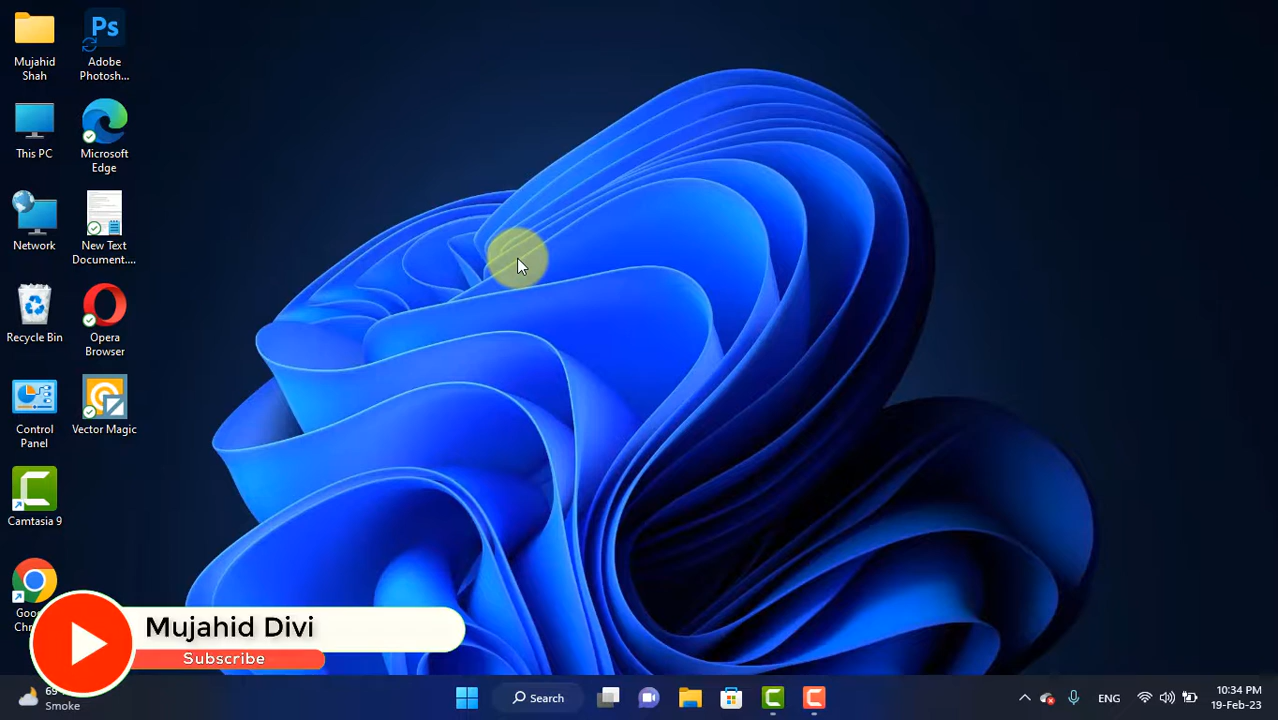 Mujahid
Shah
Ps
Adobe
Photosh...
This PC
Microsoft
Edge
Network
New Text
Document....
Recycle Bin
Opera
Browser
Control
Panel
Vector Magic
Camtasia 9
Mujahid Divi
Subscribe
Smoke
Search
ENG
10:34 PM
19-Feb-23